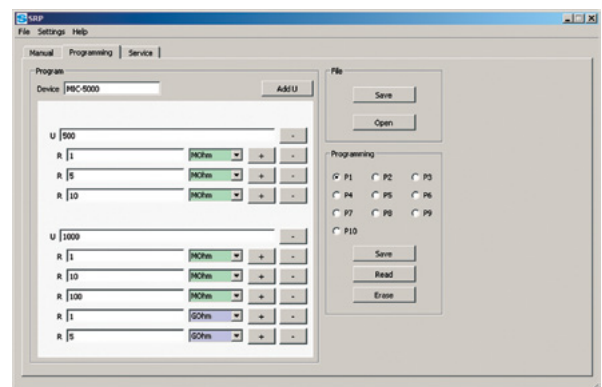 SRP
File Settings Help
Manual Programming Service
Program
Device MIC-5000 Add U
U 500 -
R 1 MOhm + -
R 5 MOhm + -
R 10 MOhm + -
U 1000 -
R 1 MOhm + -
R 10 MOhm + -
R 100 MOhm + -
R 1 GOhm + -
R 5 GOhm + -
File
Save
Open
Programming
P1 P2 P3
P4 P5 P6
P7 P8 P9
P10
Save
Read
Erase